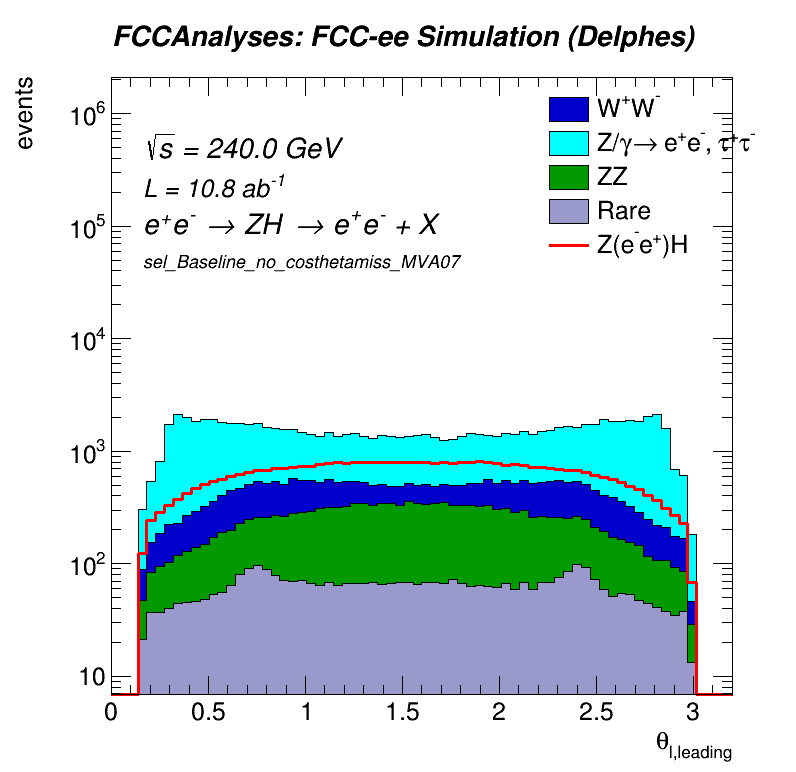 FCCAnalyses: FCC-ee Simulation (Delphes)
events
10⁶
10⁵
10⁴
10³
10²
10
√s = 240.0 GeV
L = 10.8 ab⁻¹
e⁺e⁻ → ZH → e⁺e⁻ + X
sel_Baseline_no_costhetamiss_MVA07
W⁺W⁻
Z/γ→ e⁺e⁻, τ⁺τ⁻
ZZ
Rare
Z(e⁻e⁺)H
0 0.5 1 1.5 2 2.5 3
θ_l,leading